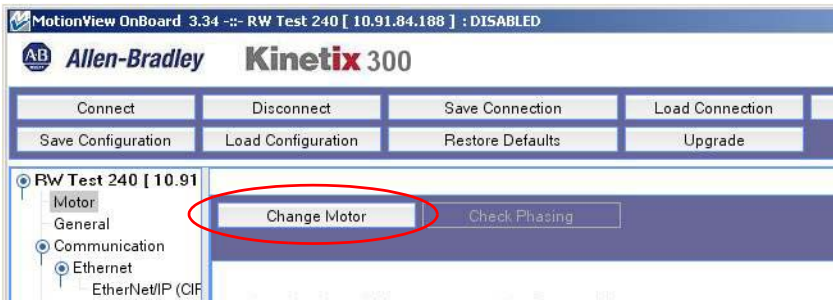 MotionView OnBoard 3.34 -::- RW Test 240 [ 10.91.84.188 ] : DISABLED
AB Allen-Bradley Kinetix 300
Connect Disconnect Save Connection Load Connection
Save Configuration Load Configuration Restore Defaults Upgrade
RW Test 240 [ 10.91
Motor
Change Motor Check Phasing
General
Communication
Ethernet
EtherNet/IP (CIP